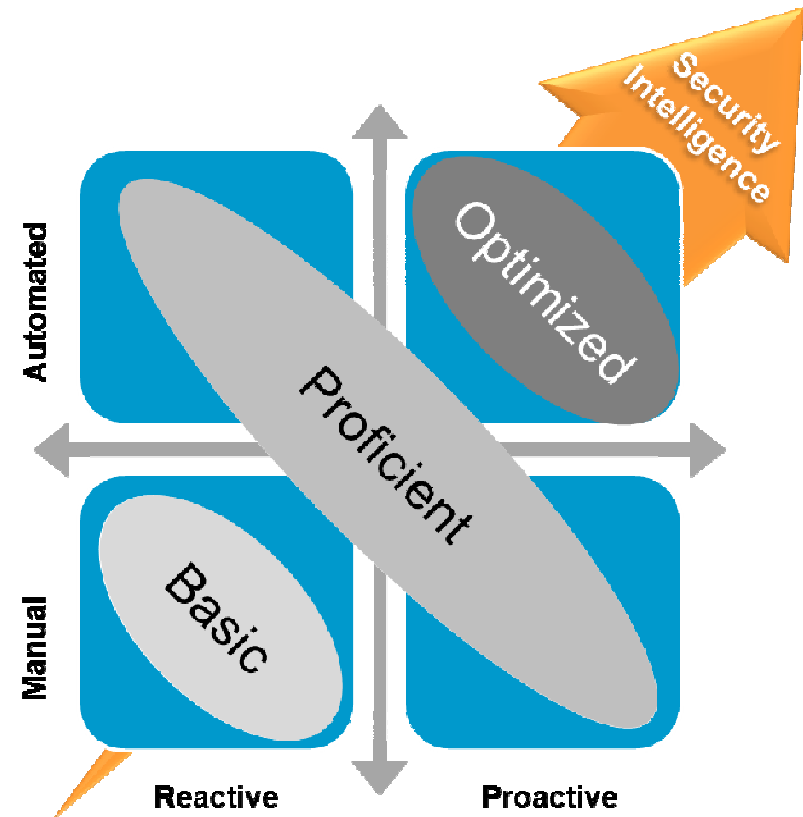 Security
Intelligence
Optimized
Automated
Proficient
Basic
Manual
Reactive
Proactive